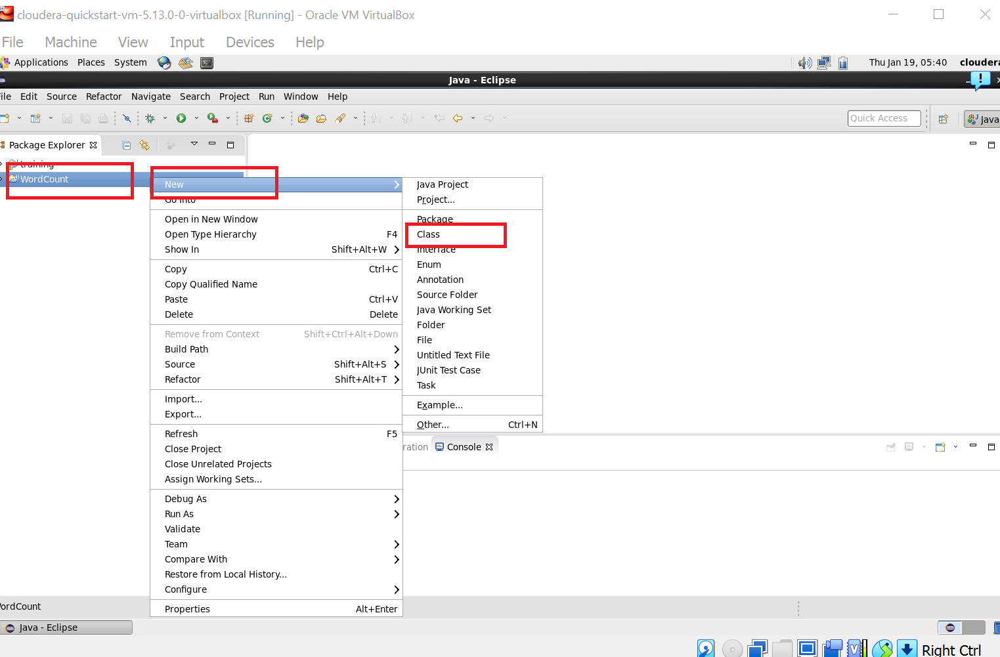 cloudera-quickstart-vm-5.13.0-0-virtualbox [Running] - Oracle VM VirtualBox
File Machine View Input Devices Help
Applications Places System Thu Jan 19, 05:40 cloudera
Java - Eclipse
ile Edit Source Refactor Navigate Search Project Run Window Help
Quick Access Java
Package Explorer
training
WordCount
New
Go Into
Open in New Window
Open Type Hierarchy F4
Show In Shift+Alt+W
Copy Ctrl+C
Copy Qualified Name
Paste Ctrl+V
Delete Delete
Remove from Context Shift+Ctrl+Alt+Down
Build Path
Source Shift+Alt+S
Refactor Shift+Alt+T
Import...
Export...
Refresh F5
Close Project
Close Unrelated Projects
Assign Working Sets...
Debug As
Run As
Validate
Team
Compare With
Restore from Local History...
Configure
Properties Alt+Enter
Java Project
Project...
Package
Class
Interface
Enum
Annotation
Source Folder
Java Working Set
Folder
File
Untitled Text File
JUnit Test Case
Task
Example...
Other... Ctrl+N
ration Console
ordCount
Java - Eclipse
Right Ctrl